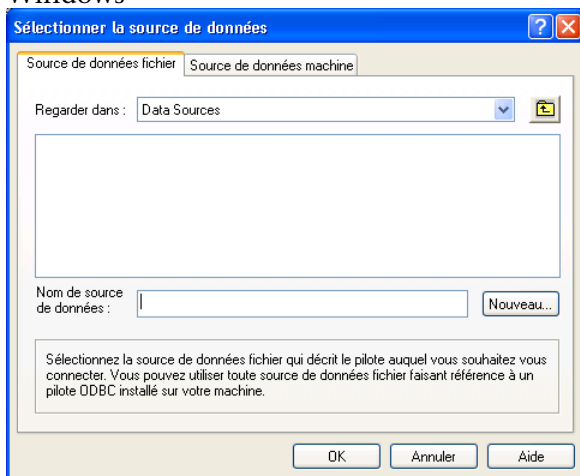 Windows
Sélectionner la source de données
Source de données fichier
Source de données machine
Regarder dans :
Data Sources
Nom de source
de données :
Nouveau...
Sélectionnez la source de données fichier qui décrit le pilote auquel vous souhaitez vous
connecter. Vous pouvez utiliser toute source de données fichier faisant référence à un
pilote ODBC installé sur votre machine.
OK
Annuler
Aide